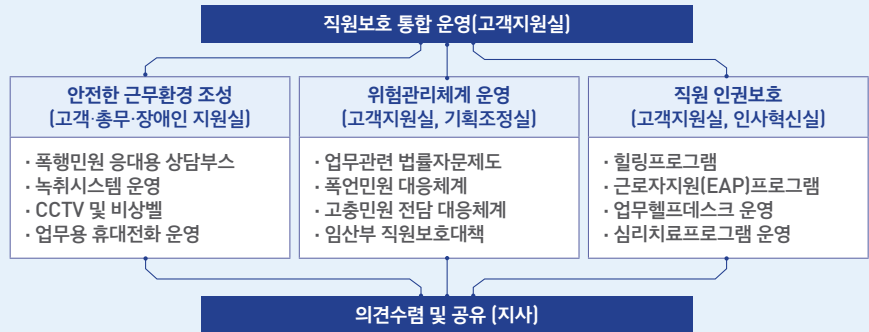 직원보호 통합 운영(고객지원실)
안전한 근무환경 조성
(고객·총무·장애인 지원실)
· 폭행민원 응대용 상담부스
· 녹취시스템 운영
· CCTV 및 비상벨
· 업무용 휴대전화 운영
위험관리체계 운영
(고객지원실, 기획조정실)
· 업무관련 법률자문제도
· 폭언민원 대응체계
· 고충민원 전담 대응체계
· 임산부 직원보호대책
직원 인권보호
(고객지원실, 인사혁신실)
· 힐링프로그램
· 근로자지원(EAP)프로그램
· 업무헬프데스크 운영
· 심리치료프로그램 운영
의견수렴 및 공유 (지사)